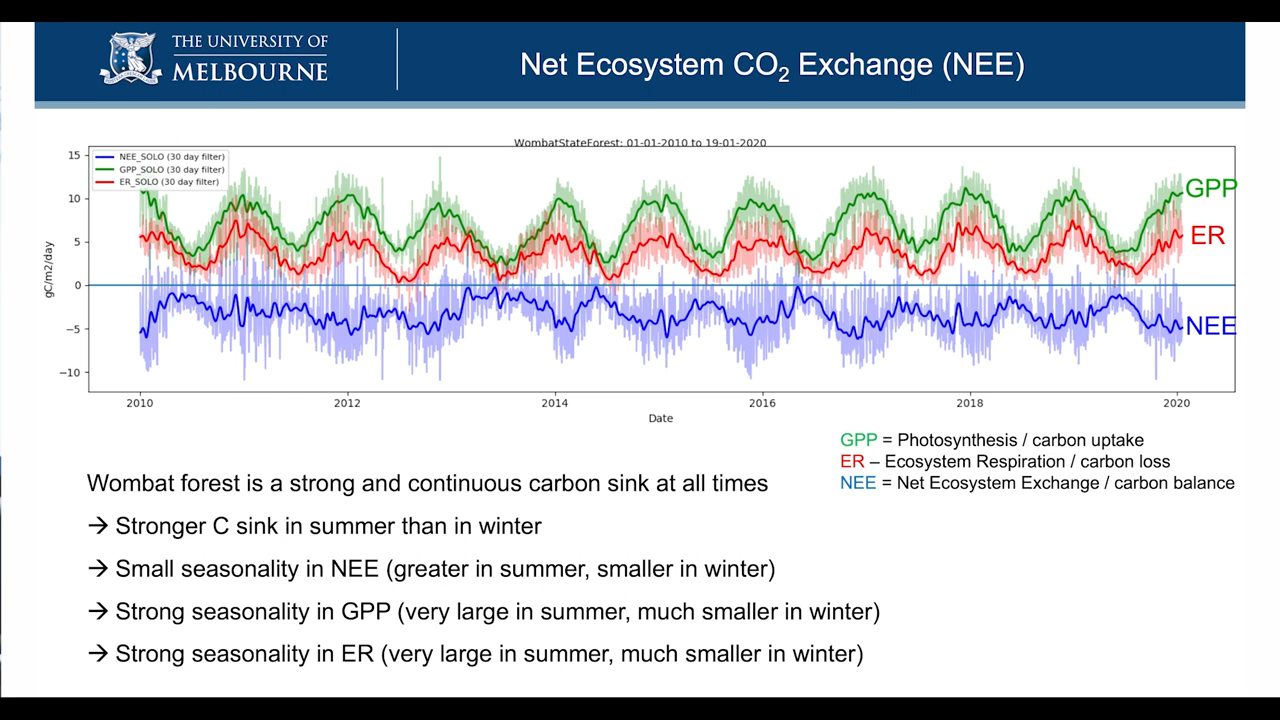 THE UNIVERSITY OF
MELBOURNE
Net Ecosystem CO₂ Exchange (NEE)
WombatStateForest: 01-01-2010 to 19-01-2020
NEE_SOLO (30 day filter)
GPP_SOLO (30 day filter)
ER_SOLO (30 day filter)
15
10
5
0
−5
−10
gC/m2/day
GPP
ER
NEE
2010 2012 2014 2016 2018 2020
Date
GPP = Photosynthesis / carbon uptake
ER – Ecosystem Respiration / carbon loss
NEE = Net Ecosystem Exchange / carbon balance
Wombat forest is a strong and continuous carbon sink at all times
→ Stronger C sink in summer than in winter
→ Small seasonality in NEE (greater in summer, smaller in winter)
→ Strong seasonality in GPP (very large in summer, much smaller in winter)
→ Strong seasonality in ER (very large in summer, much smaller in winter)